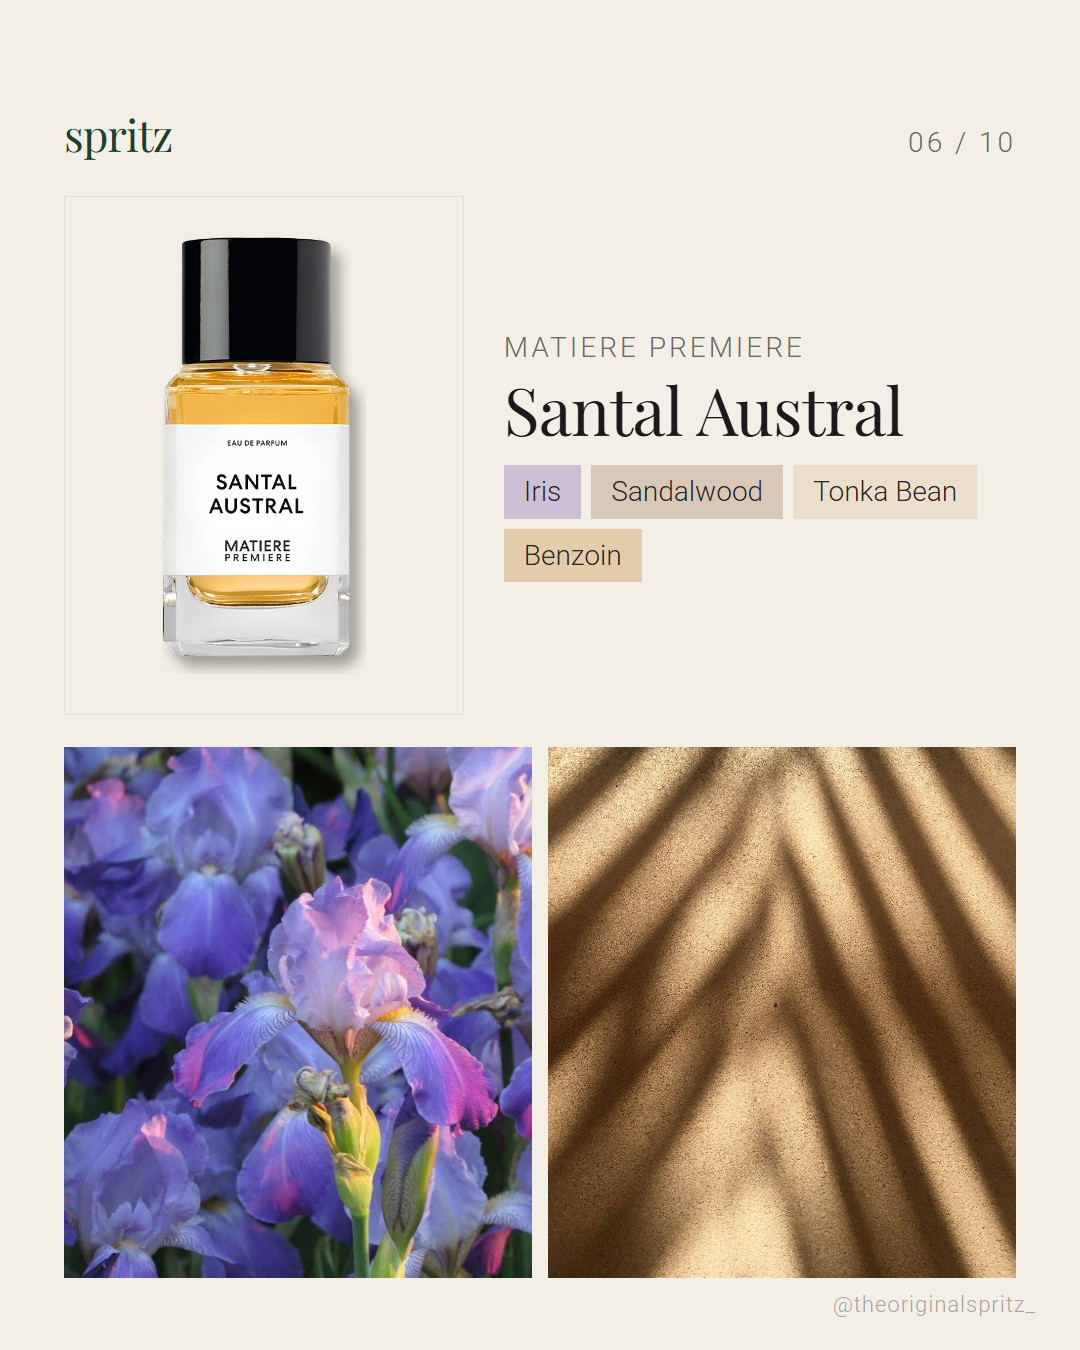 spritz
06 / 10
EAU DE PARFUM
SANTAL
AUSTRAL
MATIERE
PREMIERE
MATIERE PREMIERE
Santal Austral
Iris Sandalwood Tonka Bean
Benzoin
@theoriginalspritz_